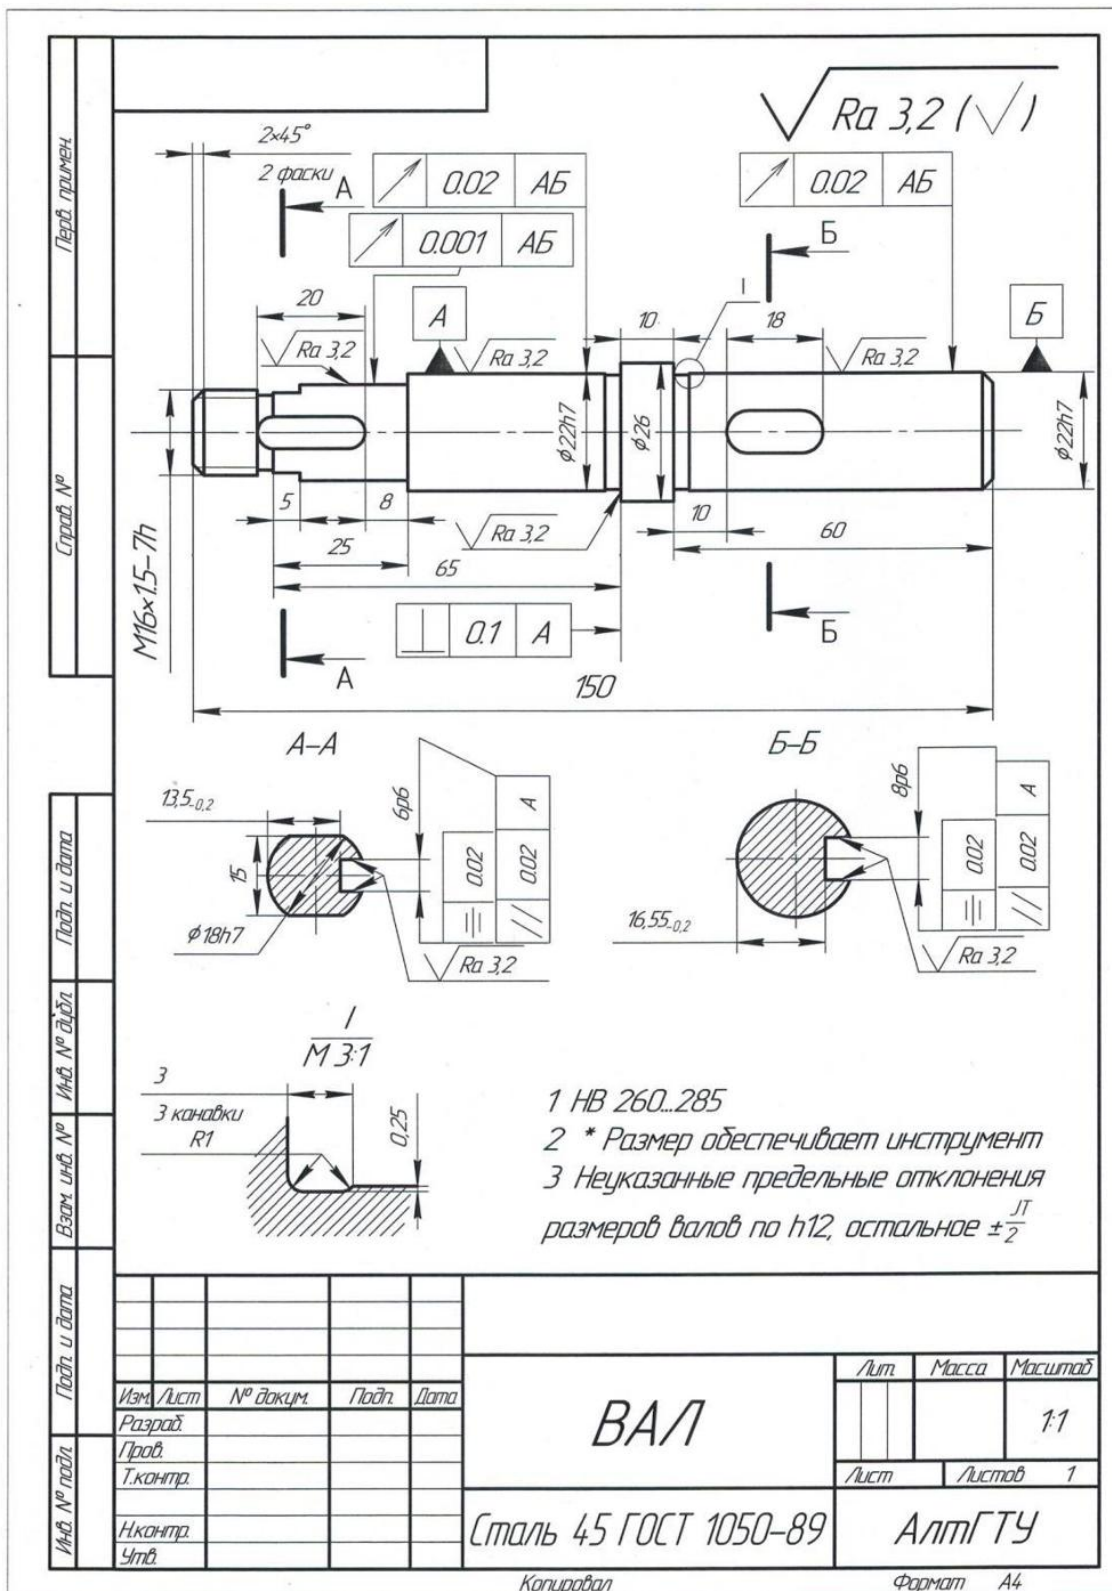 Перв. примен.
Справ. №
Подп. и дата
Инв. № дубл.
Взам. инв. №
Подп. и дата
Инв. № подл.
√Ra 3,2 (√)
2×45°
2 фаски
А
0.02 АБ
0.001 АБ
0.02 АБ
Б
I
20
А
10
18
Б
Ra 3,2
Ra 3,2
Ra 3,2
ϕ22h7
ϕ26
ϕ22h7
М16×1.5–7h
5
8
Ra 3,2
10
60
25
65
⊥ 0.1 А
А
Б
150
А–А
Б–Б
13,5-0,2
15
ϕ18h7
6р6
0.02
// 0.02 А
Ra 3,2
16,55-0,2
8р6
0.02
// 0.02 А
Ra 3,2
I
М 3:1
3
3 канавки
R1
0,25
1 НВ 260...285
2 * Размер обеспечивает инструмент
3 Неуказанные предельные отклонения
размеров валов по h12, остальное ±JT/2
Изм. Лист № докум. Подп. Дата
Разраб.
Пров.
Т.контр.
Н.контр.
Утв.
ВАЛ
Лит. Масса Масштаб
1:1
Лист Листов 1
Сталь 45 ГОСТ 1050–89
АлтГТУ
Копировал
Формат А4